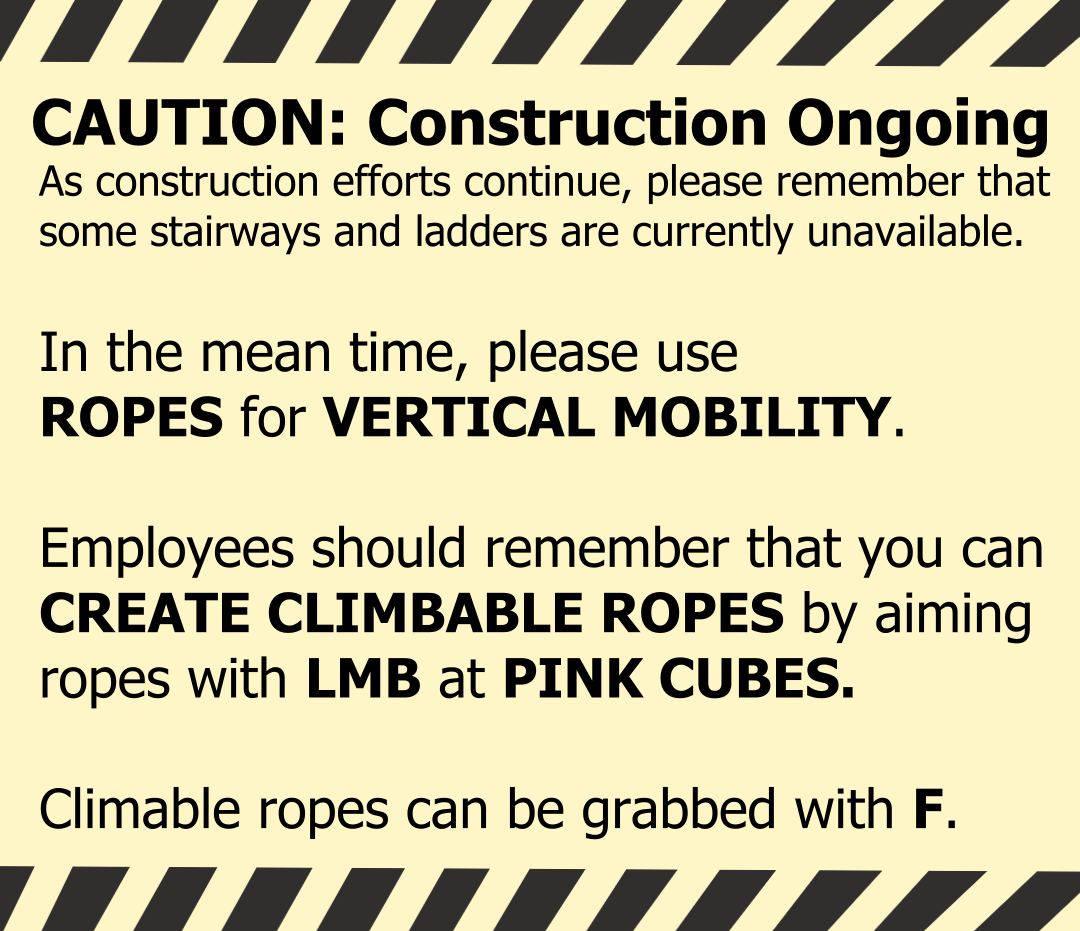 CAUTION: Construction Ongoing
As construction efforts continue, please remember that
some stairways and ladders are currently unavailable.
In the mean time, please use
ROPES for VERTICAL MOBILITY.
Employees should remember that you can
CREATE CLIMBABLE ROPES by aiming
ropes with LMB at PINK CUBES.
Climable ropes can be grabbed with F.